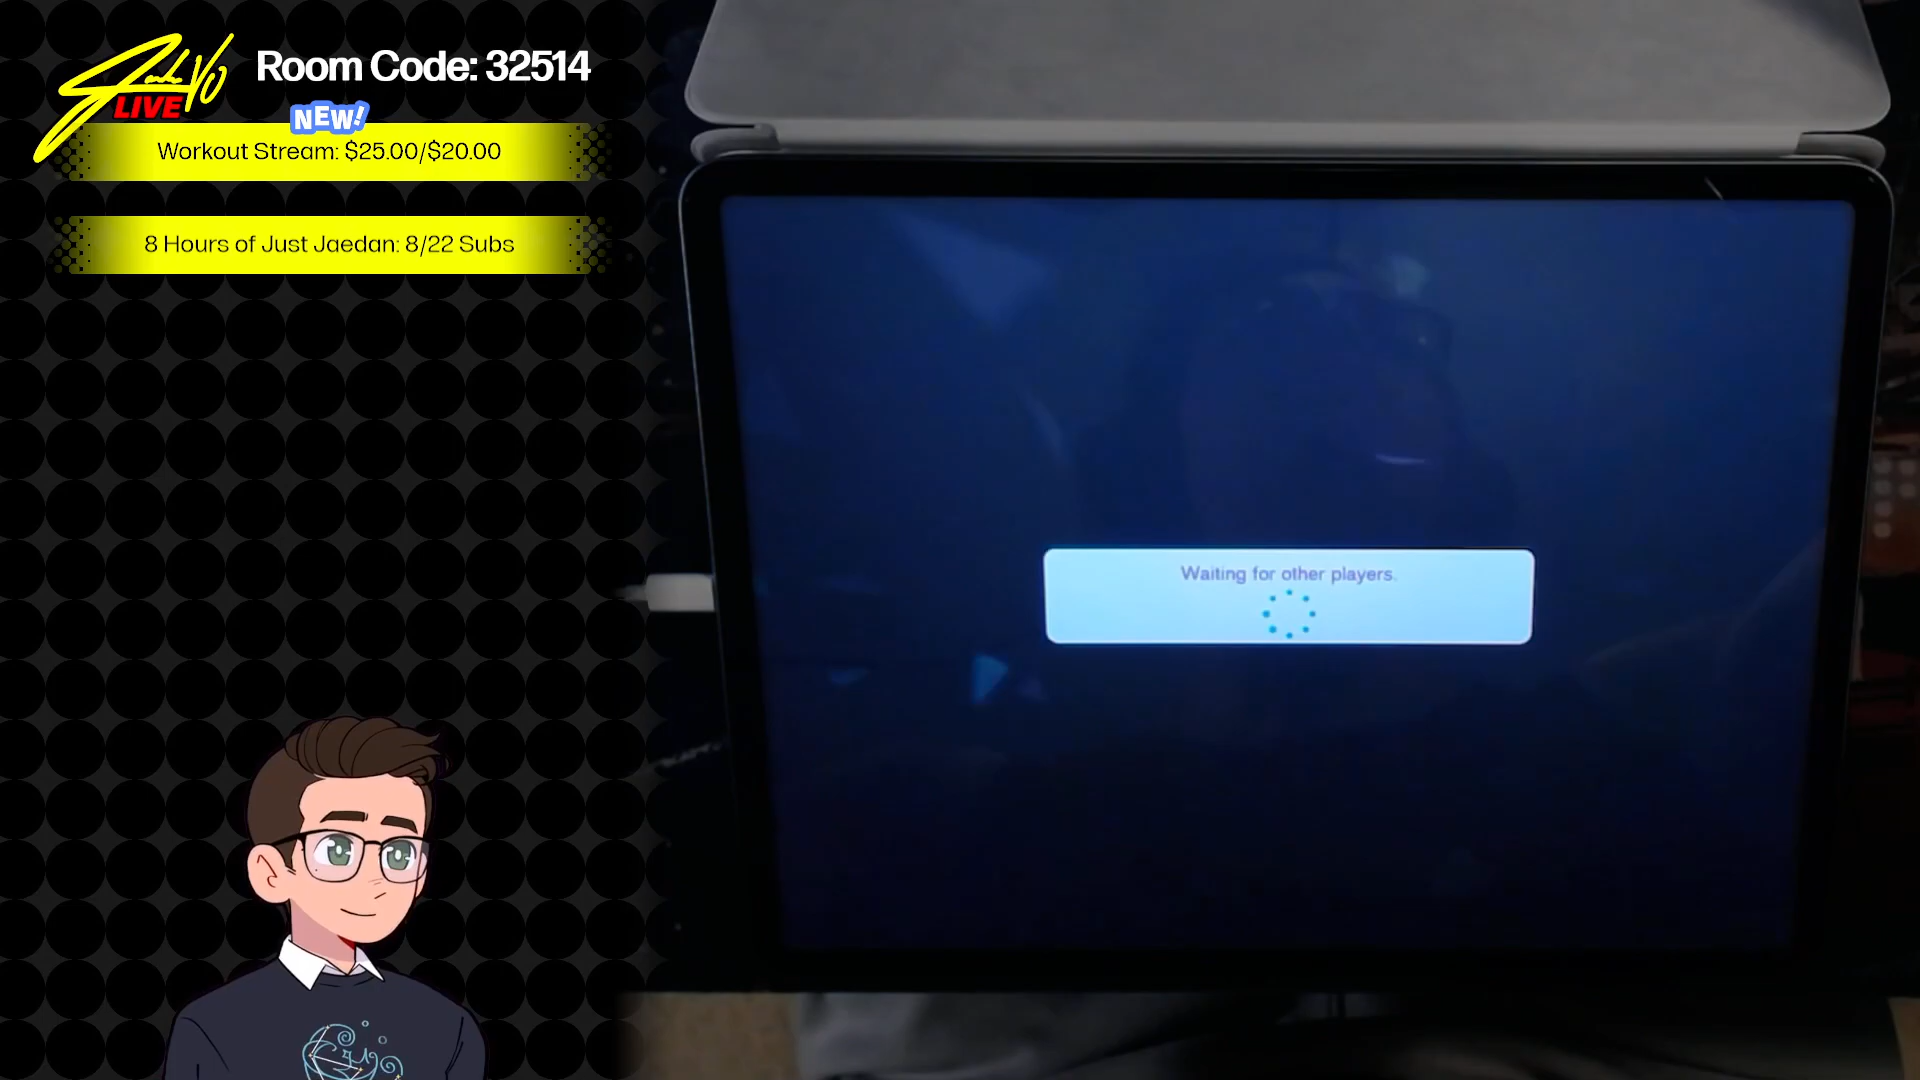 LIVE
Room Code: 32514
NEW!
Workout Stream: $25.00/$20.00
8 Hours of Just Jaedan: 8/22 Subs
Waiting for other players.